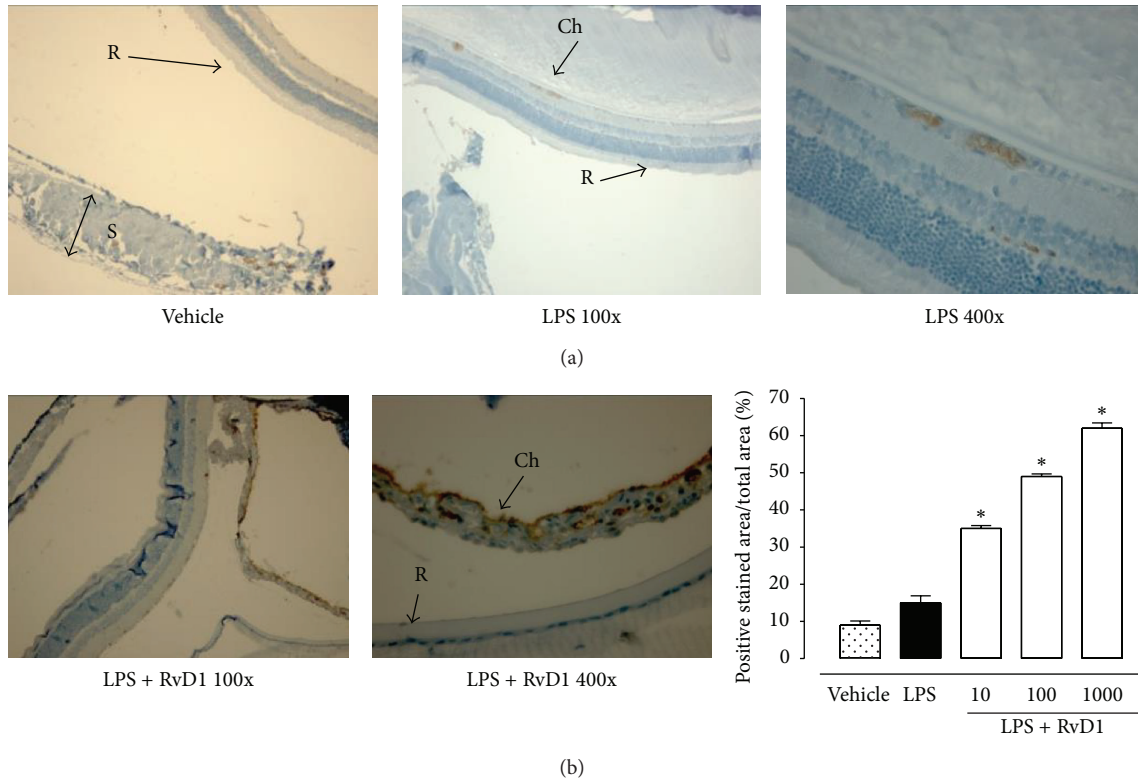 R
S
Vehicle
Ch
R
LPS 100x
LPS 400x
(a)
LPS + RvD1 100x
Ch
R
LPS + RvD1 400x
Positive stained area/total area (%)
70
60
50
40
30
20
10
0
*
*
*
Vehicle LPS 10 100 1000
LPS + RvD1
(b)